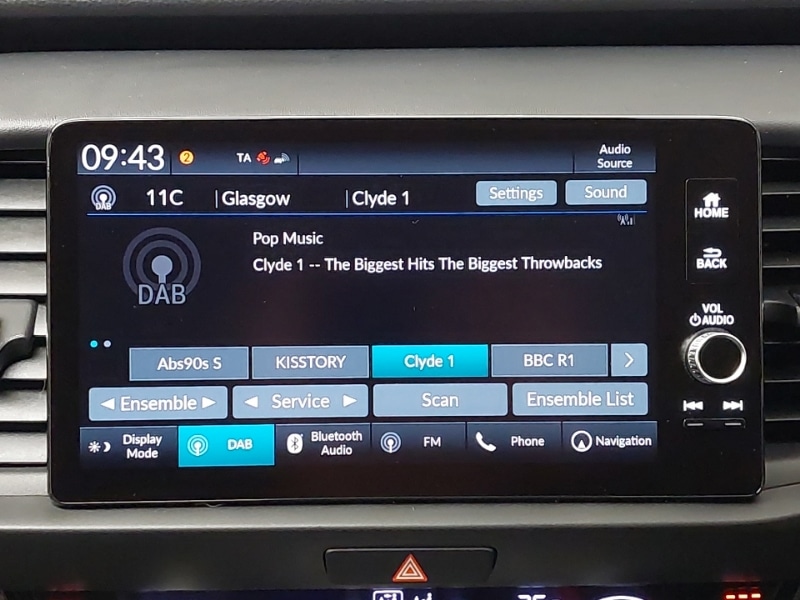 09:43 2 TA Audio Source
DAB 11C Glasgow Clyde 1 Settings Sound
HOME
Pop Music
Clyde 1 -- The Biggest Hits The Biggest Throwbacks
BACK
DAB
VOL
AUDIO
Abs90s S KISSTORY Clyde 1 BBC R1
Ensemble Service Scan Ensemble List
Display Mode DAB Bluetooth Audio FM Phone Navigation